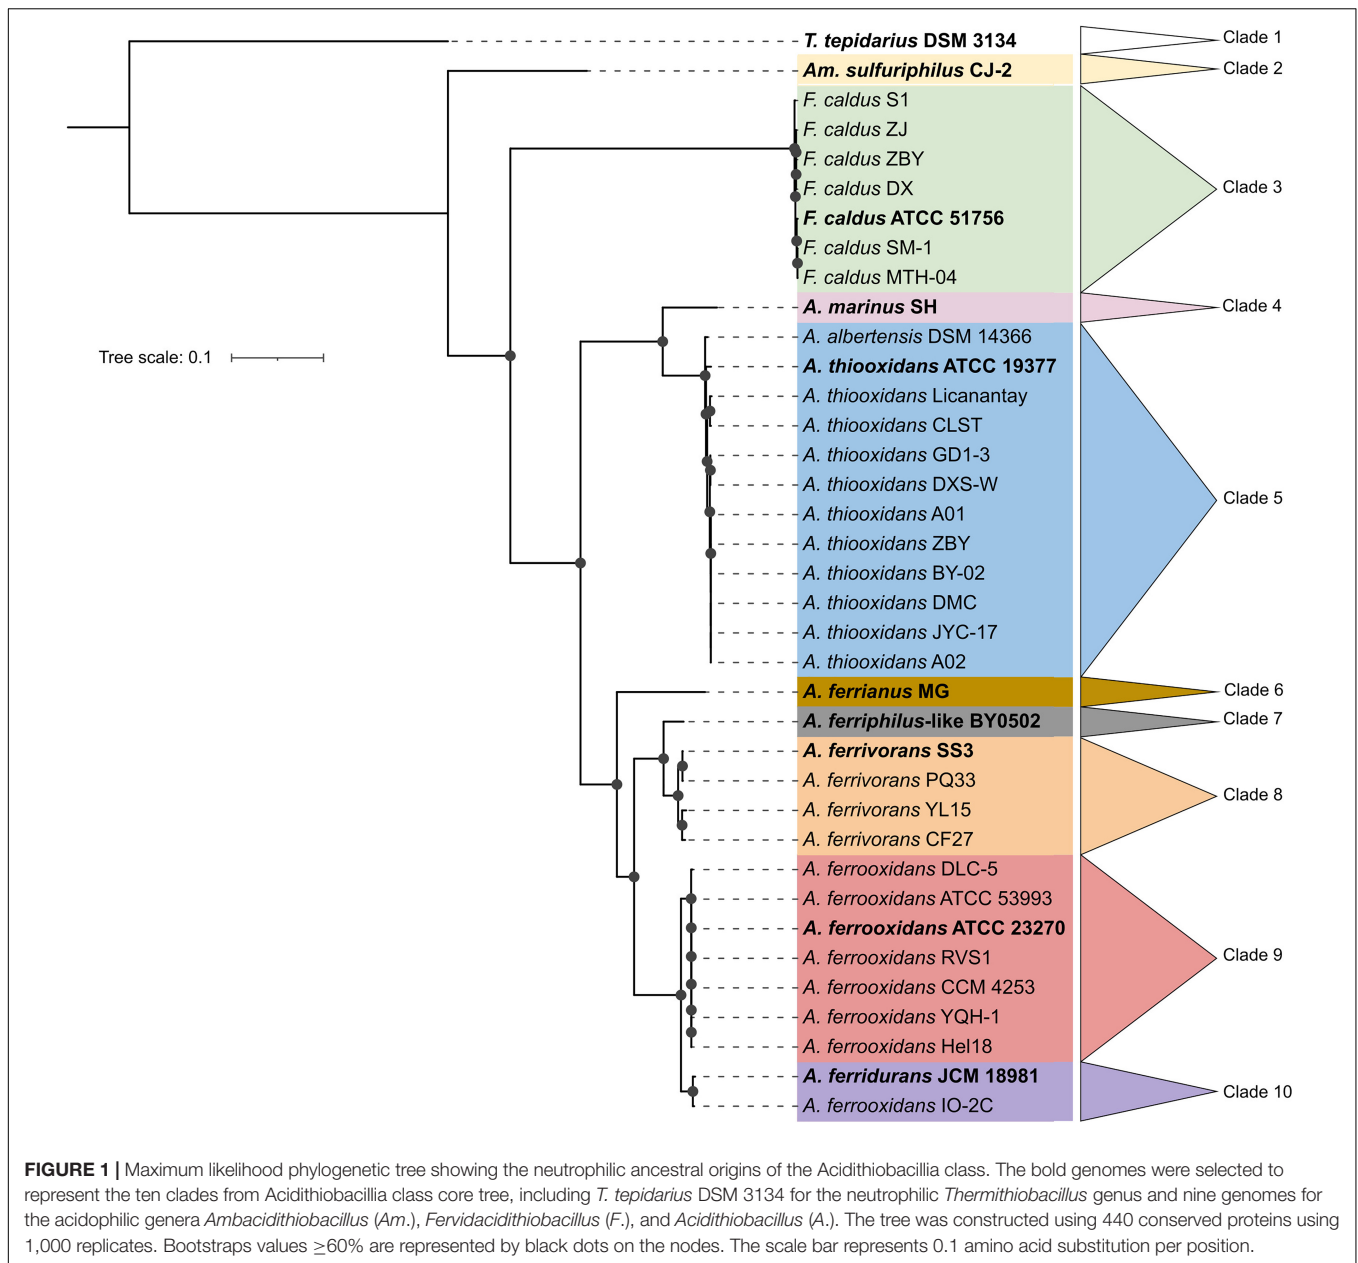 T. tepidarius DSM 3134
Clade 1
Am. sulfuriphilus CJ-2
Clade 2
F. caldus S1
F. caldus ZJ
F. caldus ZBY
F. caldus DX
Clade 3
F. caldus ATCC 51756
F. caldus SM-1
F. caldus MTH-04
A. marinus SH
Clade 4
A. albertensis DSM 14366
Tree scale: 0.1
A. thiooxidans ATCC 19377
A. thiooxidans Licanantay
A. thiooxidans CLST
A. thiooxidans GD1-3
A. thiooxidans DXS-W
Clade 5
A. thiooxidans A01
A. thiooxidans ZBY
A. thiooxidans BY-02
A. thiooxidans DMC
A. thiooxidans JYC-17
A. thiooxidans A02
A. ferrianus MG
Clade 6
A. ferriphilus-like BY0502
Clade 7
A. ferrivorans SS3
A. ferrivorans PQ33
Clade 8
A. ferrivorans YL15
A. ferrivorans CF27
A. ferrooxidans DLC-5
A. ferrooxidans ATCC 53993
A. ferrooxidans ATCC 23270
A. ferrooxidans RVS1
Clade 9
A. ferrooxidans CCM 4253
A. ferrooxidans YQH-1
A. ferrooxidans Hel18
A. ferridurans JCM 18981
Clade 10
A. ferrooxidans IO-2C
FIGURE 1 | Maximum likelihood phylogenetic tree showing the neutrophilic ancestral origins of the Acidithiobacillia class. The bold genomes were selected to
represent the ten clades from Acidithiobacillia class core tree, including T. tepidarius DSM 3134 for the neutrophilic Thermithiobacillus genus and nine genomes for
the acidophilic genera Ambacidithiobacillus (Am.), Fervidacidithiobacillus (F.), and Acidithiobacillus (A.). The tree was constructed using 440 conserved proteins using
1,000 replicates. Bootstraps values ≥60% are represented by black dots on the nodes. The scale bar represents 0.1 amino acid substitution per position.